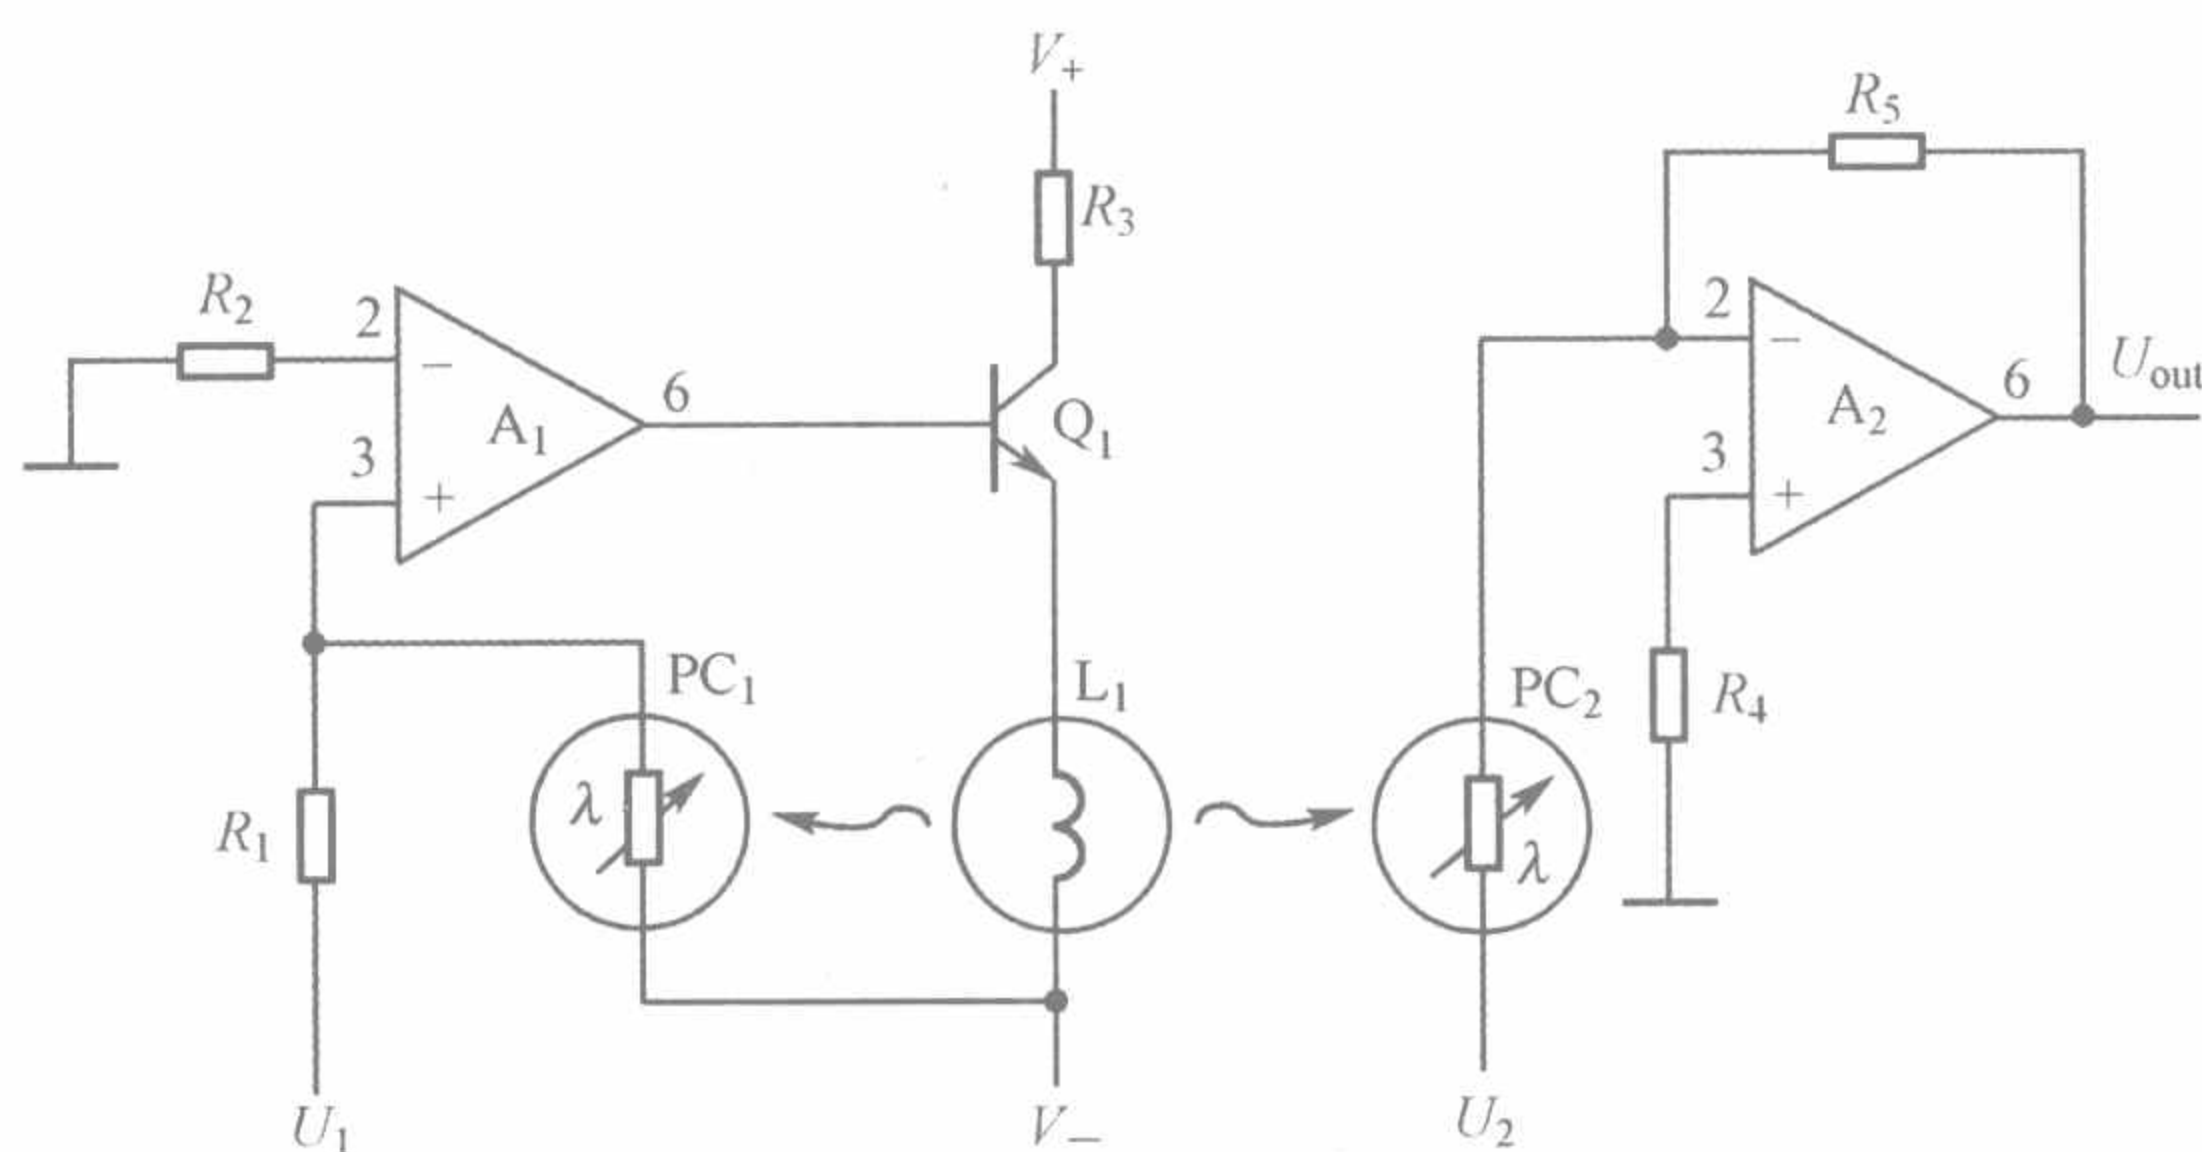 V₊
R₅
R₃
R₂
2
−
6
A₁
3
+
Q₁
2
−
6
U_out
A₂
3
+
PC₁
L₁
PC₂
R₄
λ
λ
R₁
U₁
V₋
U₂